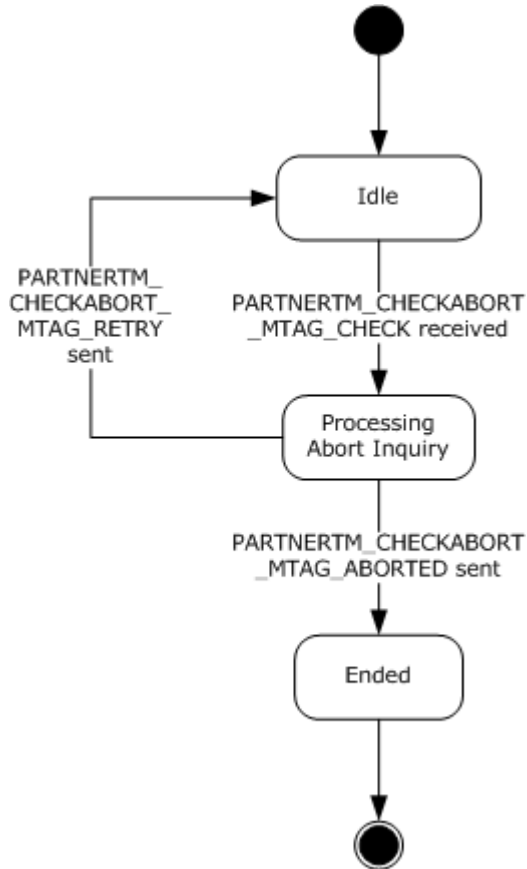 Idle
PARTNERTM_
CHECKABORT_
MTAG_RETRY
sent
PARTNERTM_CHECKABORT
_MTAG_CHECK received
Processing
Abort Inquiry
PARTNERTM_CHECKABORT
_MTAG_ABORTED sent
Ended